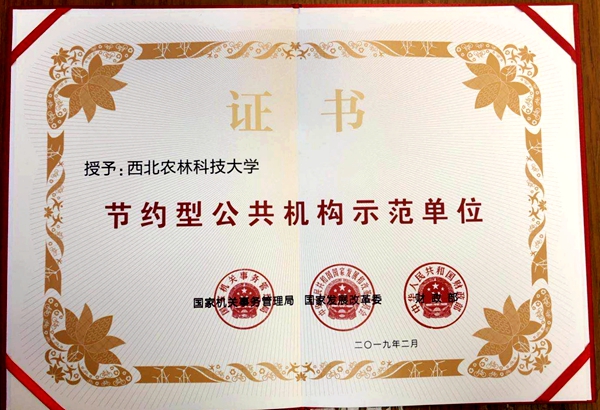 证书
授予：西北农林科技大学
节约型公共机构示范单位
国家机关事务管理局 国家发展改革委 财政部
二〇一九年二月